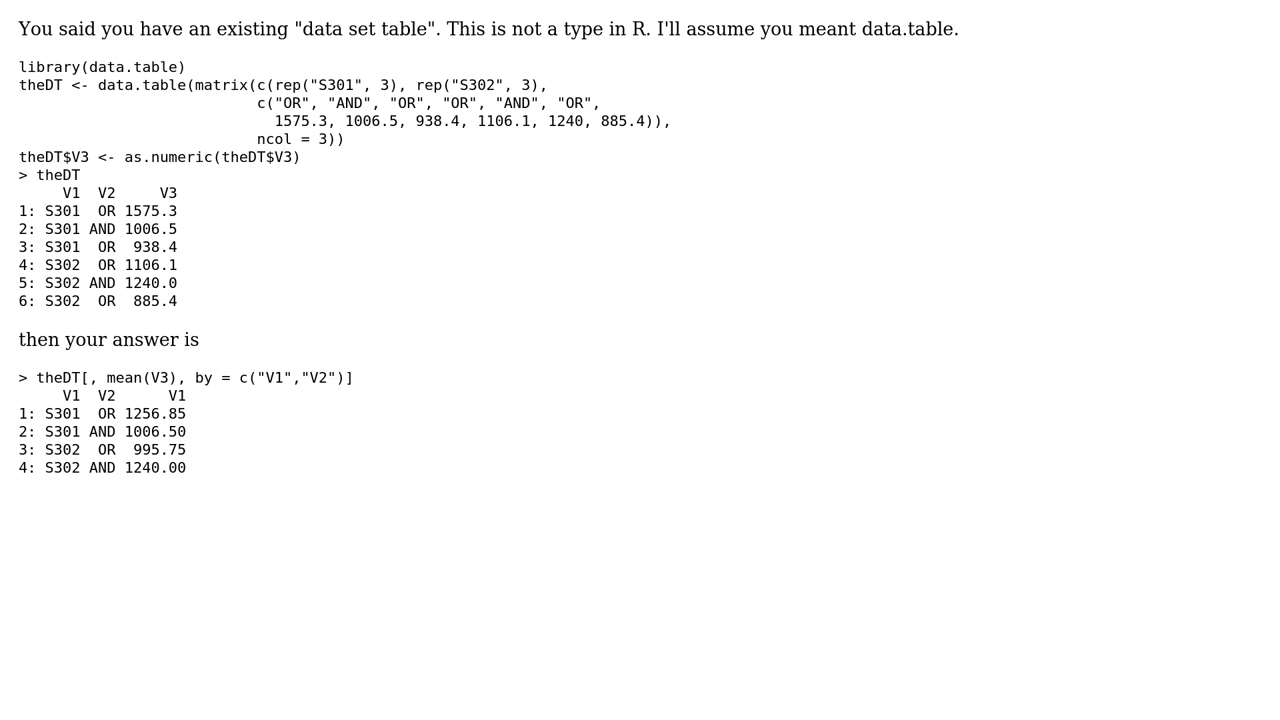 You said you have an existing "data set table". This is not a type in R. I'll assume you meant data.table.
library(data.table)
theDT <- data.table(matrix(c(rep("S301", 3), rep("S302", 3),
                           c("OR", "AND", "OR", "OR", "AND", "OR",
                             1575.3, 1006.5, 938.4, 1106.1, 1240, 885.4)),
                           ncol = 3))
theDT$V3 <- as.numeric(theDT$V3)
> theDT
     V1  V2     V3
1: S301  OR 1575.3
2: S301 AND 1006.5
3: S301  OR  938.4
4: S302  OR 1106.1
5: S302 AND 1240.0
6: S302  OR  885.4
then your answer is
> theDT[, mean(V3), by = c("V1","V2")]
     V1  V2      V1
1: S301  OR 1256.85
2: S301 AND 1006.50
3: S302  OR  995.75
4: S302 AND 1240.00